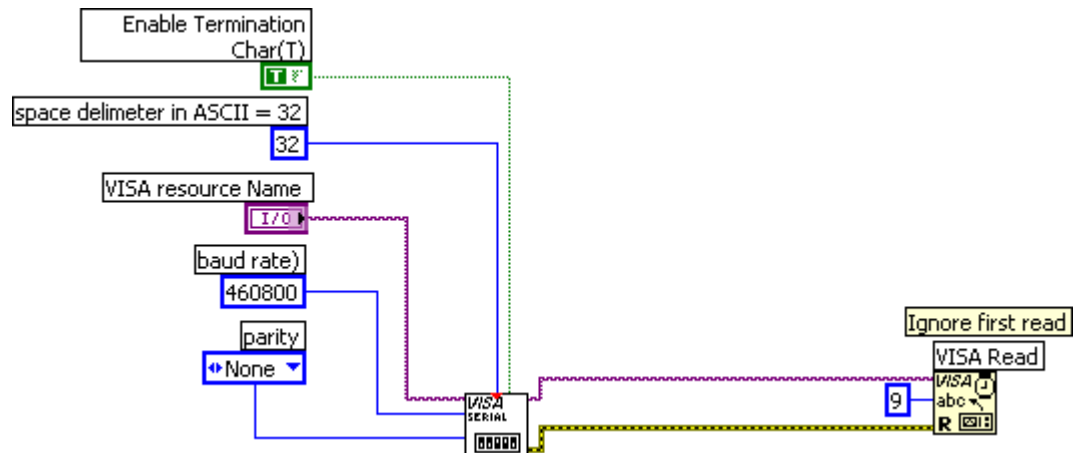 Enable Termination
Char(T)
T
space delimeter in ASCII = 32
32
VISA resource Name
I/O
baud rate)
460800
parity
None
Ignore first read
VISA Read
VISA
abc
R
9
VISA
SERIAL